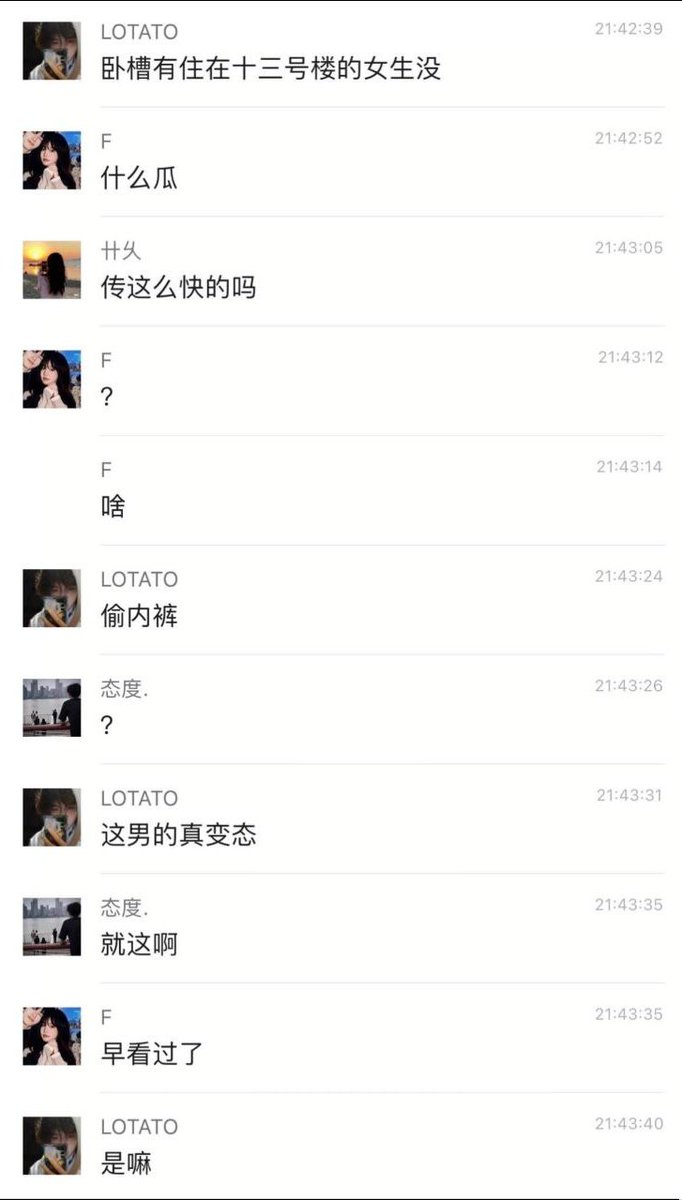 LOTATO 21:42:39
卧槽有住在十三号楼的女生没
F 21:42:52
什么瓜
廾乆 21:43:05
传这么快的吗
F 21:43:12
?
F 21:43:14
啥
LOTATO 21:43:24
偷内裤
态度. 21:43:26
?
LOTATO 21:43:31
这男的真变态
态度. 21:43:35
就这啊
F 21:43:35
早看过了
LOTATO 21:43:40
是嘛